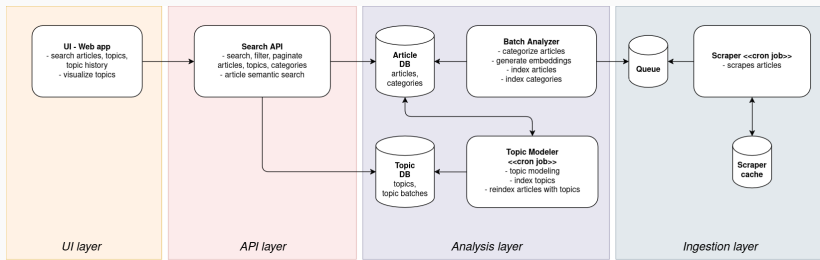 UI - Web app
- search articles, topics,
topic history
- visualize topics
Search API
- search, filter, paginate
articles, topics, categories
- article semantic search
Article
DB
articles,
categories
Batch Analyzer
- categorize articles
- generate embeddings
- index articles
- index categories
Queue
Scraper <<cron job>>
- scrapes articles
Topic
DB
topics,
topic batches
Topic Modeler
<<cron job>>
- topic modeling
- index topics
- reindex articles with topics
Scraper
cache
UI layer
API layer
Analysis layer
Ingestion layer